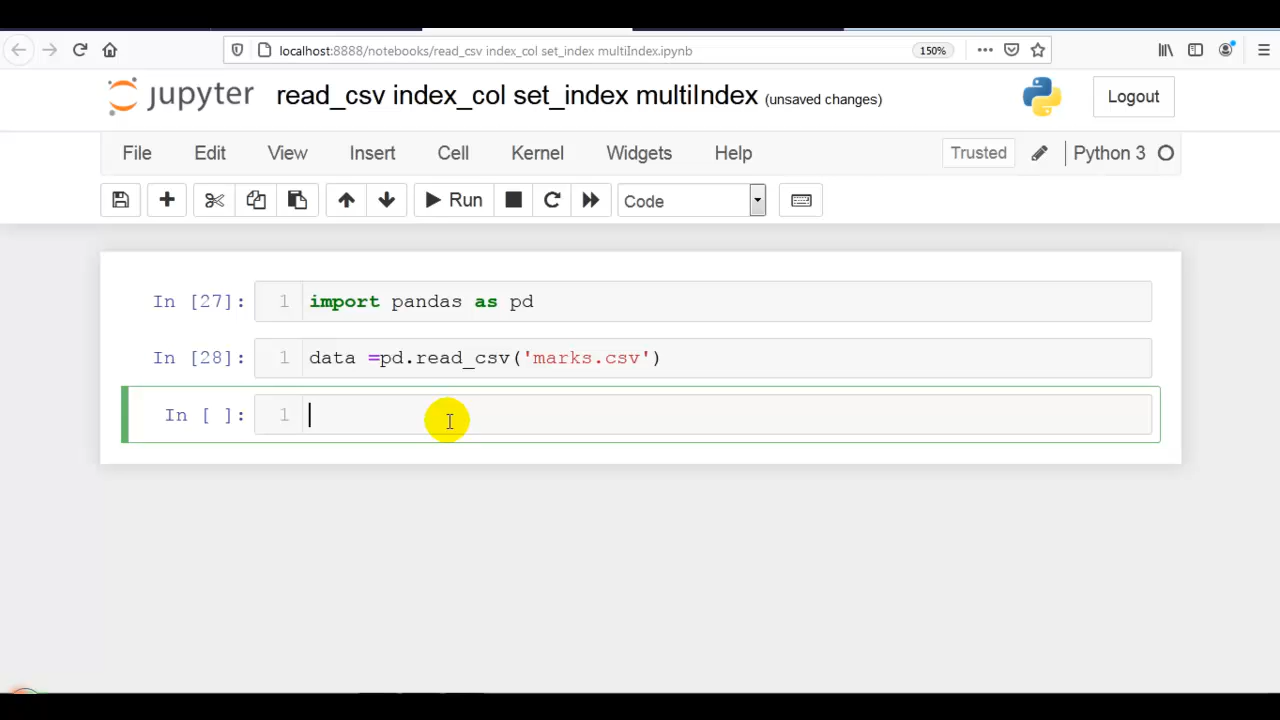 localhost:8888/notebooks/read_csv index_col set_index multiIndex.ipynb 150%
jupyter read_csv index_col set_index multiIndex (unsaved changes) Logout
File Edit View Insert Cell Kernel Widgets Help Trusted Python 3
Run Code
In [27]: 1 import pandas as pd
In [28]: 1 data =pd.read_csv('marks.csv')
In [ ]: 1